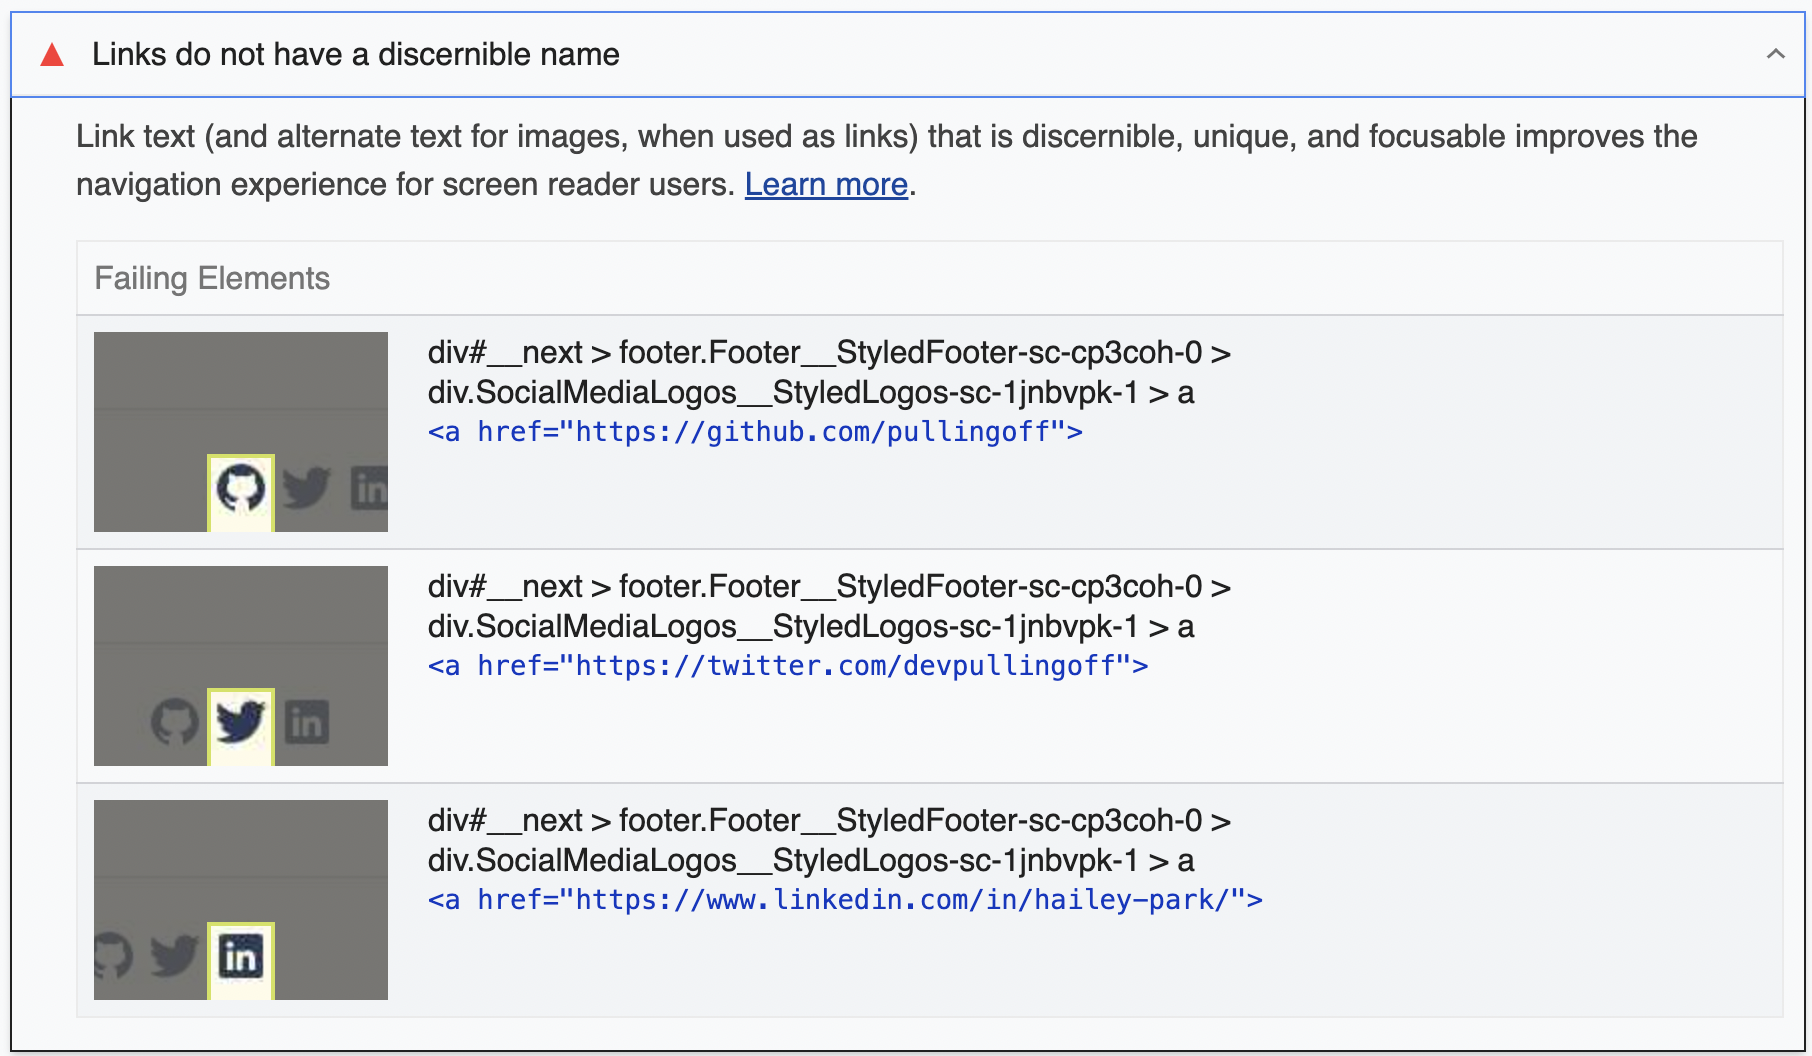 Links do not have a discernible name
Link text (and alternate text for images, when used as links) that is discernible, unique, and focusable improves the
navigation experience for screen reader users. Learn more.
Failing Elements
div#__next > footer.Footer__StyledFooter-sc-cp3coh-0 >
div.SocialMediaLogos__StyledLogos-sc-1jnbvpk-1 > a
<a href="https://github.com/pullingoff">
div#__next > footer.Footer__StyledFooter-sc-cp3coh-0 >
div.SocialMediaLogos__StyledLogos-sc-1jnbvpk-1 > a
<a href="https://twitter.com/devpullingoff">
div#__next > footer.Footer__StyledFooter-sc-cp3coh-0 >
div.SocialMediaLogos__StyledLogos-sc-1jnbvpk-1 > a
<a href="https://www.linkedin.com/in/hailey-park/">